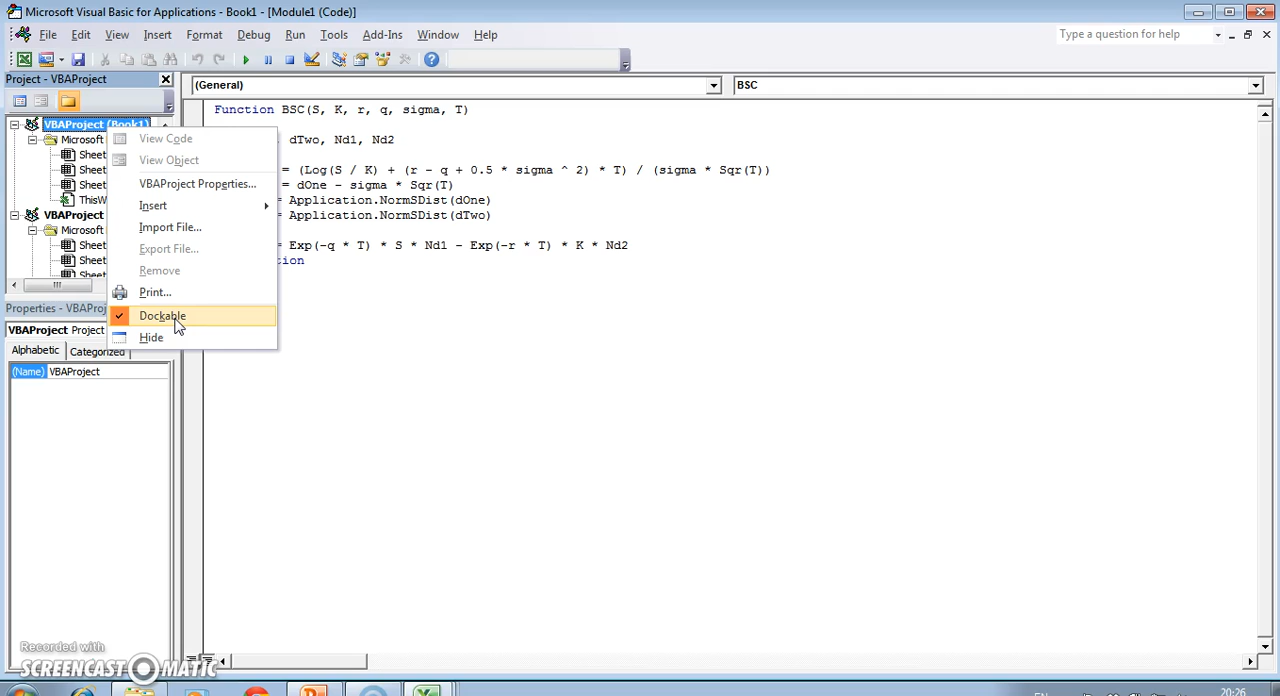 Microsoft Visual Basic for Applications - Book1 - [Module1 (Code)]
File Edit View Insert Format Debug Run Tools Add-Ins Window Help
Type a question for help
Project - VBAProject
(General)
BSC
VBAProject (Book1)
Microsoft
Sheet
Sheet
Sheet
ThisW
VBAProject
Microsoft
Sheet
Sheet
Sheet
View Code
View Object
VBAProject Properties...
Insert
Import File...
Export File...
Remove
Print...
Dockable
Hide
Function BSC(S, K, r, q, sigma, T)
dTwo, Nd1, Nd2
= (Log(S / K) + (r - q + 0.5 * sigma ^ 2) * T) / (sigma * Sqr(T))
= dOne - sigma * Sqr(T)
= Application.NormSDist(dOne)
= Application.NormSDist(dTwo)
= Exp(-q * T) * S * Nd1 - Exp(-r * T) * K * Nd2
tion
Properties - VBAProj
VBAProject Project
Alphabetic Categorized
(Name) VBAProject
Recorded with
SCREENCAST MATIC
20:26